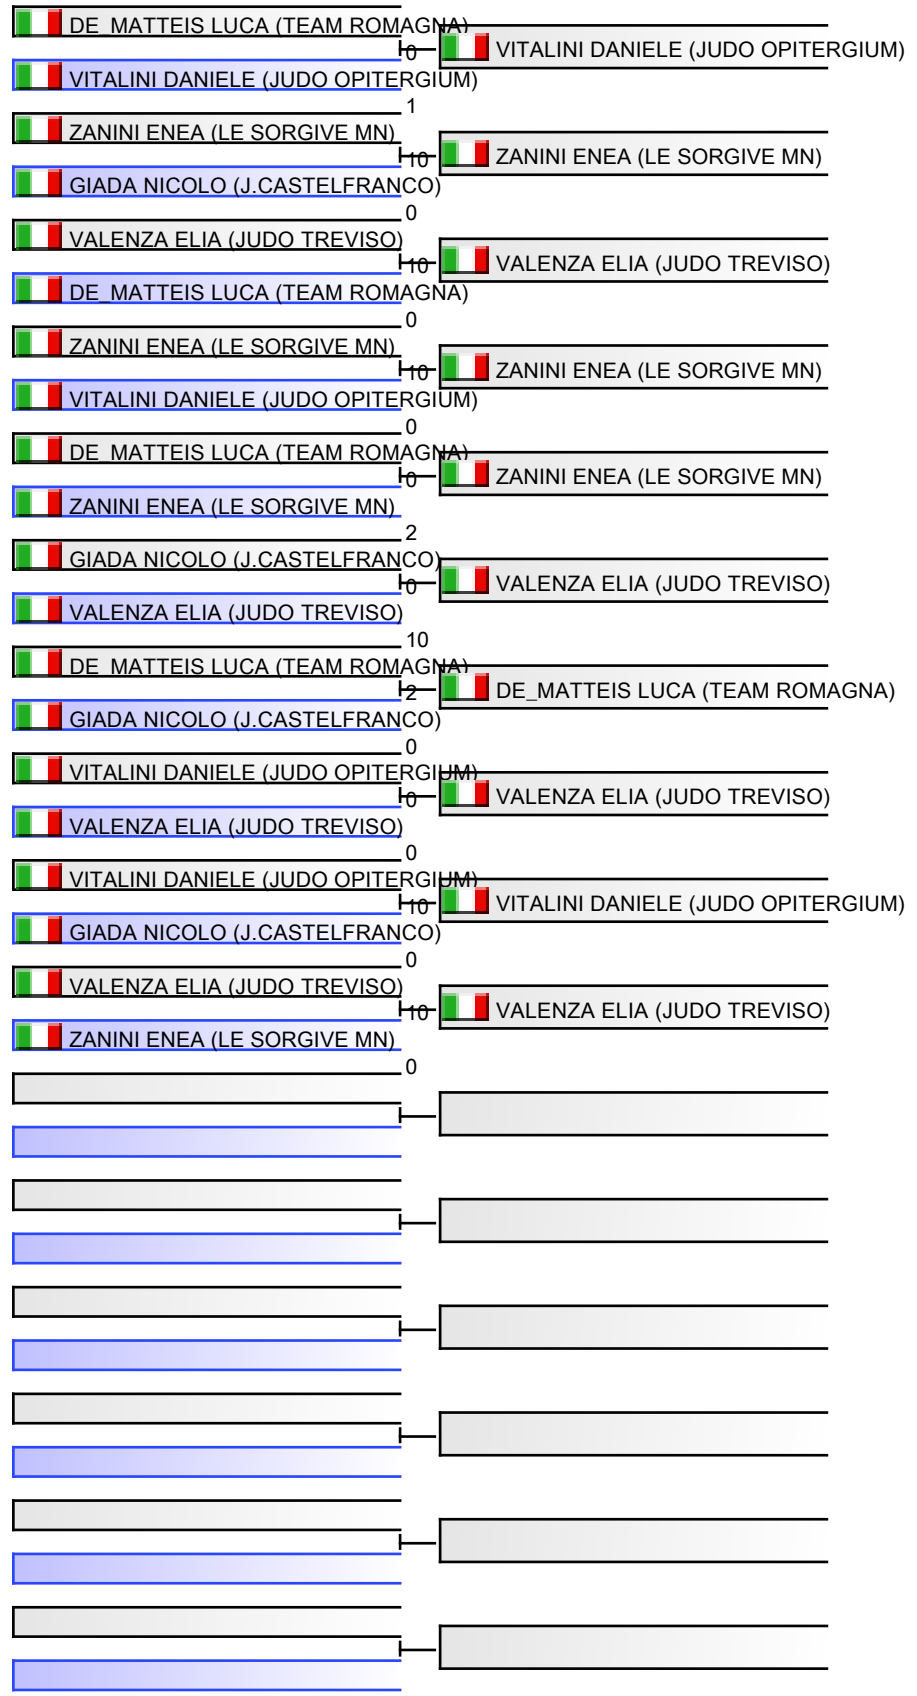 DE_MATTEIS LUCA (TEAM ROMAGNA)
0
VITALINI DANIELE (JUDO OPITERGIUM)
VITALINI DANIELE (JUDO OPITERGIUM)
1
ZANINI ENEA (LE SORGIVE MN)
10
ZANINI ENEA (LE SORGIVE MN)
GIADA NICOLO (J.CASTELFRANCO)
0
VALENZA ELIA (JUDO TREVISO)
10
VALENZA ELIA (JUDO TREVISO)
DE_MATTEIS LUCA (TEAM ROMAGNA)
0
ZANINI ENEA (LE SORGIVE MN)
10
ZANINI ENEA (LE SORGIVE MN)
VITALINI DANIELE (JUDO OPITERGIUM)
0
DE_MATTEIS LUCA (TEAM ROMAGNA)
0
ZANINI ENEA (LE SORGIVE MN)
ZANINI ENEA (LE SORGIVE MN)
2
GIADA NICOLO (J.CASTELFRANCO)
0
VALENZA ELIA (JUDO TREVISO)
VALENZA ELIA (JUDO TREVISO)
10
DE_MATTEIS LUCA (TEAM ROMAGNA)
2
DE_MATTEIS LUCA (TEAM ROMAGNA)
GIADA NICOLO (J.CASTELFRANCO)
0
VITALINI DANIELE (JUDO OPITERGIUM)
0
VALENZA ELIA (JUDO TREVISO)
VALENZA ELIA (JUDO TREVISO)
0
VITALINI DANIELE (JUDO OPITERGIUM)
10
VITALINI DANIELE (JUDO OPITERGIUM)
GIADA NICOLO (J.CASTELFRANCO)
0
VALENZA ELIA (JUDO TREVISO)
10
VALENZA ELIA (JUDO TREVISO)
ZANINI ENEA (LE SORGIVE MN)
0